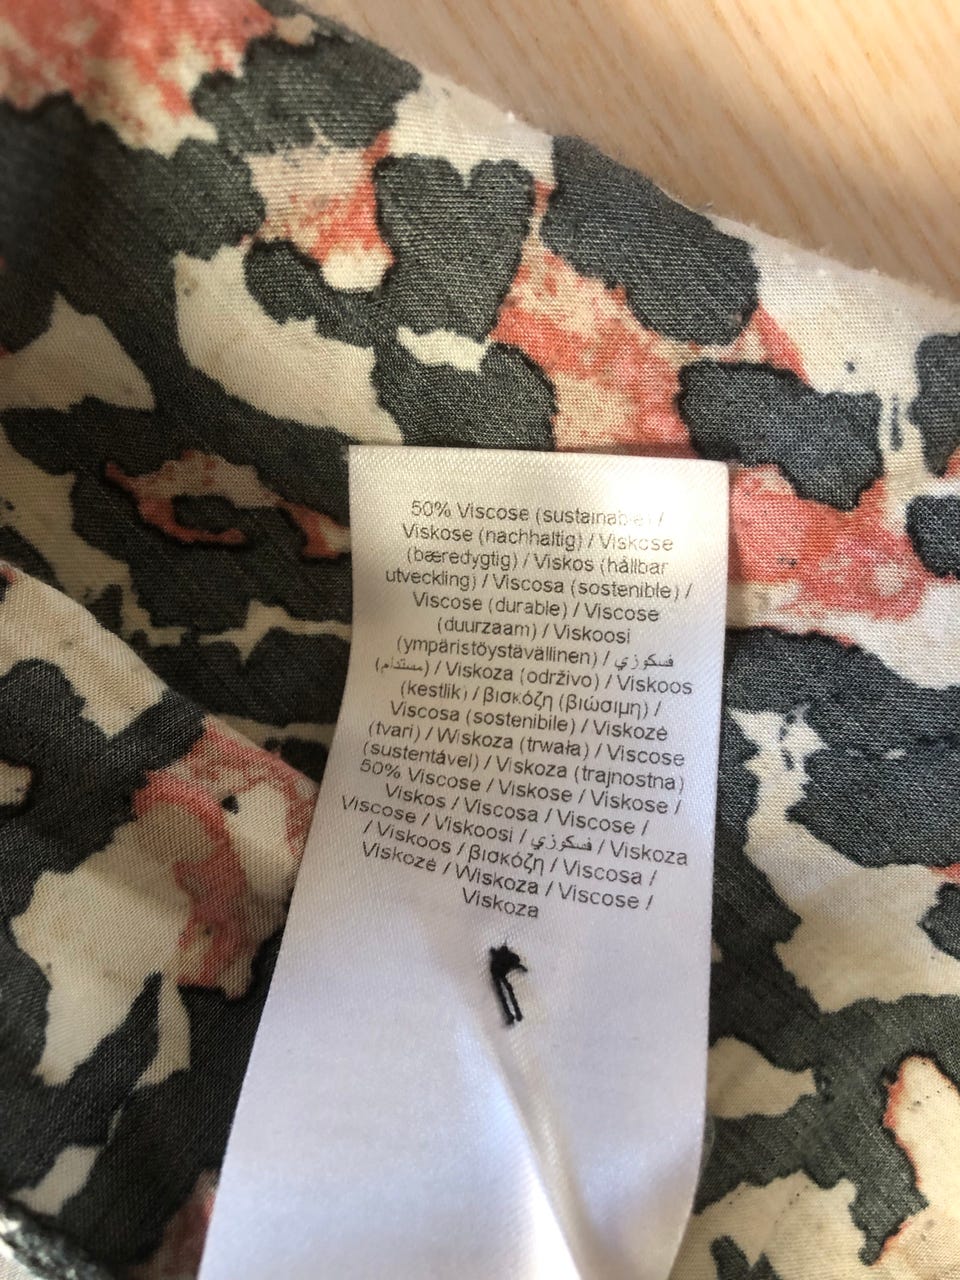 50% Viscose (sustainable) /
Viskose (nachhaltig) / Viskose
(bæredygtig) / Viskos (hållbar
utveckling) / Viscosa (sostenible) /
Viscose (durable) / Viscose
(duurzaam) / Viskoosi
(ympäristöystävällinen) / فسكوزي
(مستدام) / Viskoza (održivo) / Viskoos
(kestlik) / βισκόζη (βιώσιμη) /
Viscosa (sostenibile) / Viskozė
(tvari) / Wiskoza (trwała) / Viscose
(sustentável) / Viskoza (trajnostna)
50% Viscose / Viskose / Viskose /
Viskos / Viscosa / Viscose /
Viscose / Viskoosi / فسكوزي / Viskoza
/ Viskoos / βισκόζη / Viscosa /
Viskozė / Wiskoza / Viscose /
Viskoza